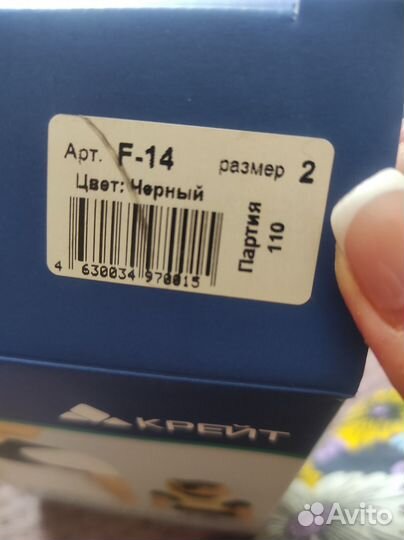 Арт. F-14 размер 2
Цвет: Черный
4 630034 970015
Партия
110
КРЕЙТ
Avito